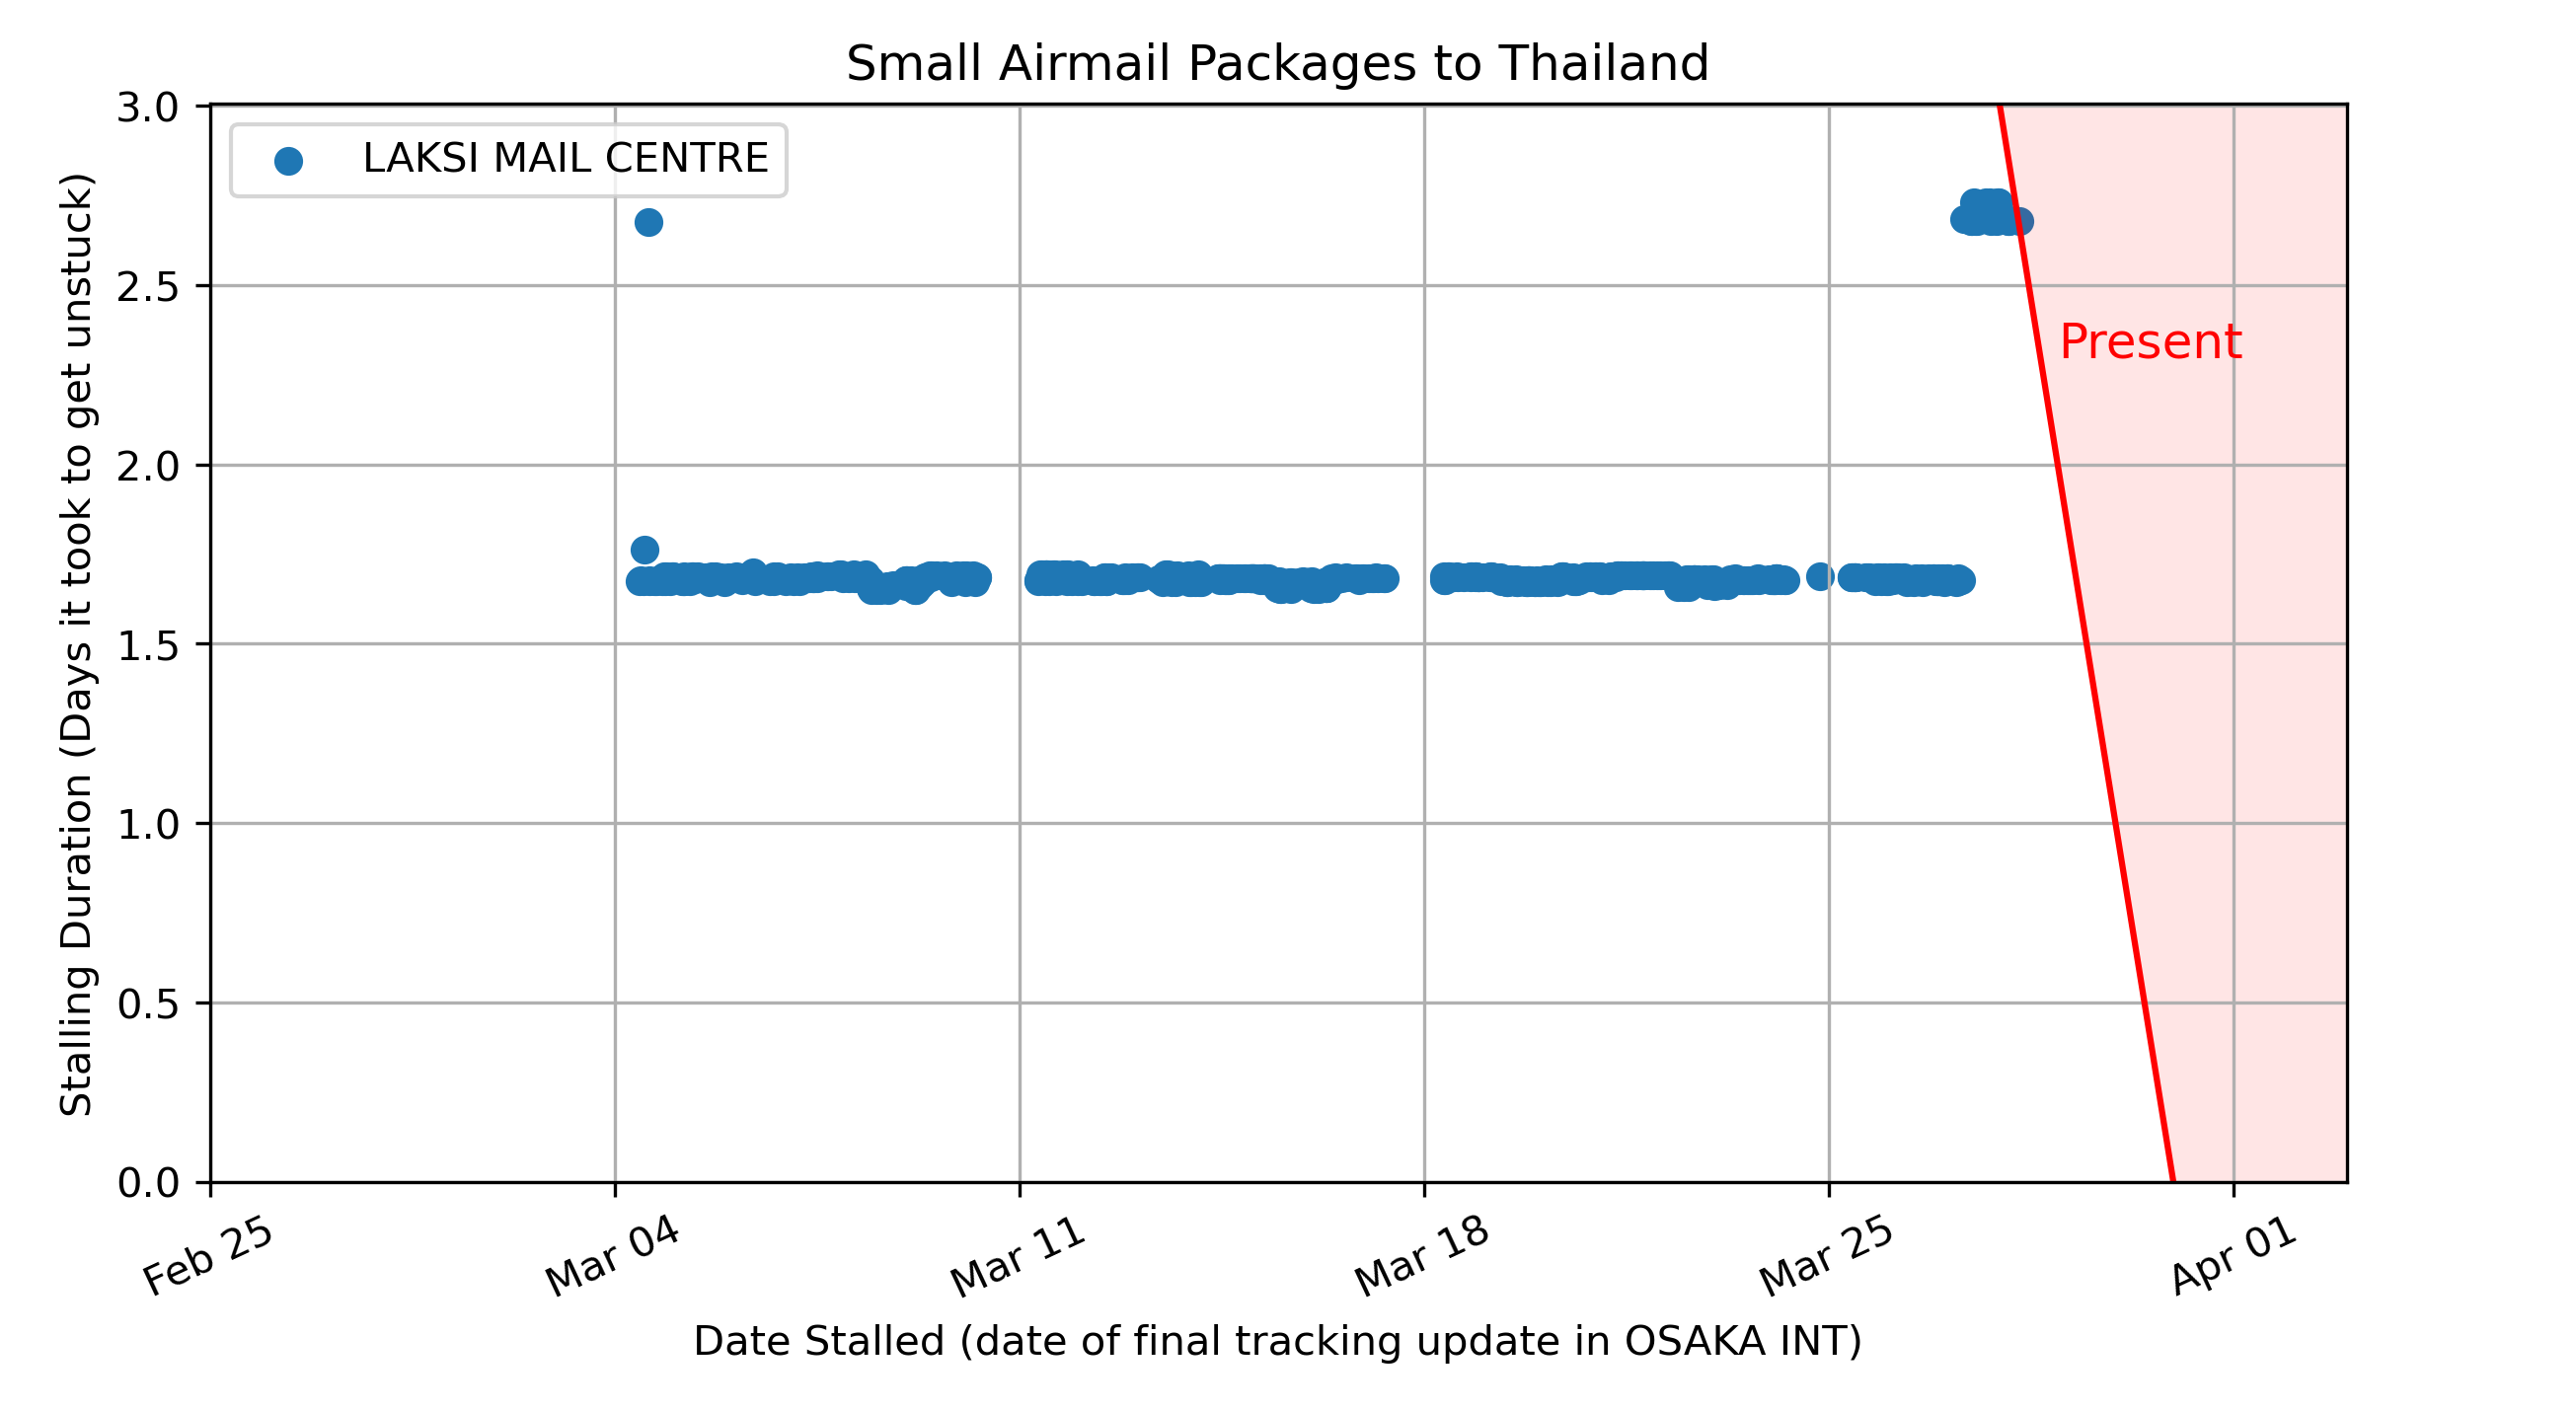 Small Airmail Packages to Thailand
LAKSI MAIL CENTRE
Present
Stalling Duration (Days it took to get unstuck)
3.0
2.5
2.0
1.5
1.0
0.5
0.0
Feb 25
Mar 04
Mar 11
Mar 18
Mar 25
Apr 01
Date Stalled (date of final tracking update in OSAKA INT)